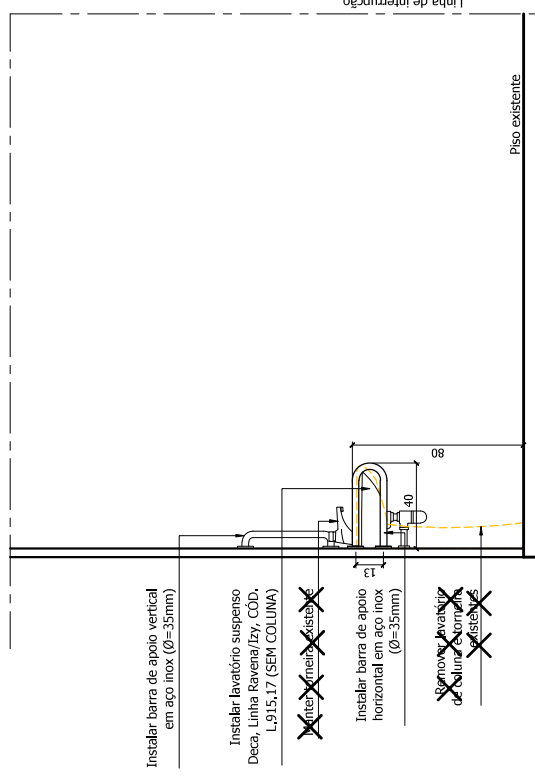 Instalar barra de apoio vertical
em aço inox (Ø=35mm)
Instalar lavatório suspenso
Deca, Linha Ravena/Izy, CÓD.
L.915.17 (SEM COLUNA)
Manter torneira existente
Instalar barra de apoio
horizontal em aço inox
(Ø=35mm)
Remover lavatório
de coluna e torneira
existentes
13
40
80
Piso existente
Linha de interrupção